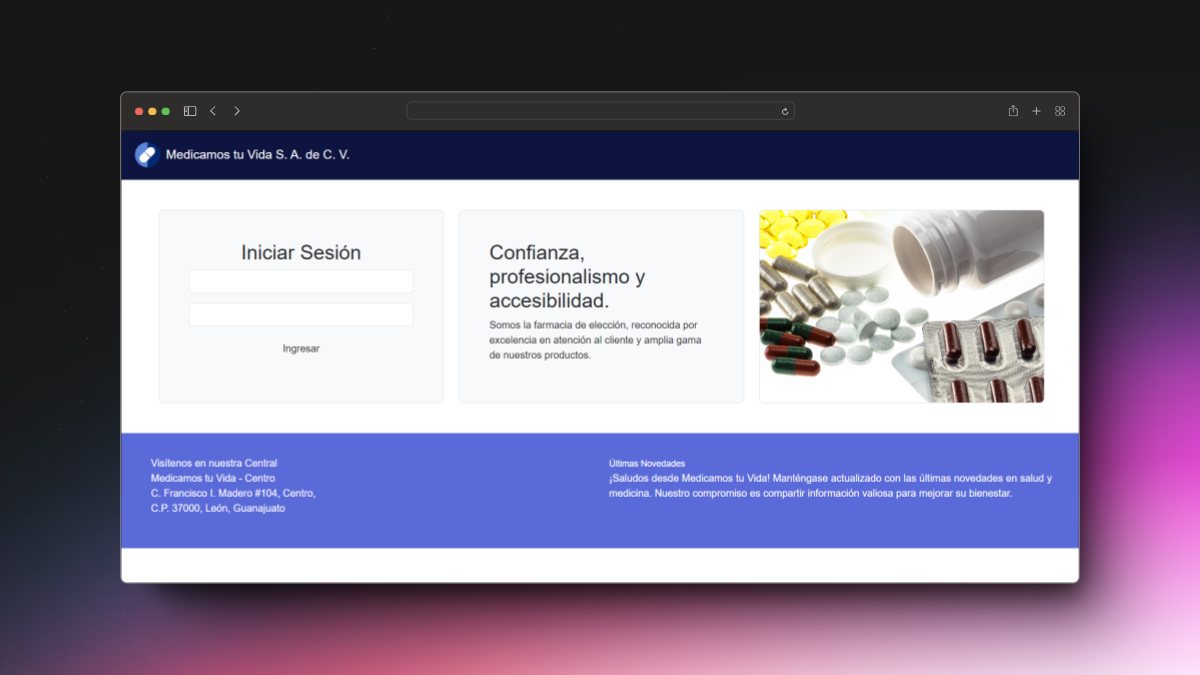 Medicamos tu Vida S. A. de C. V.
Iniciar Sesión
Ingresar
Confianza,
profesionalismo y
accesibilidad.
Somos la farmacia de elección, reconocida por
excelencia en atención al cliente y amplia gama
de nuestros productos.
Visítenos en nuestra Central
Medicamos tu Vida - Centro
C. Francisco I. Madero #104, Centro,
C.P. 37000, León, Guanajuato
Últimas Novedades
¡Saludos desde Medicamos tu Vida! Manténgase actualizado con las últimas novedades en salud y
medicina. Nuestro compromiso es compartir información valiosa para mejorar su bienestar.